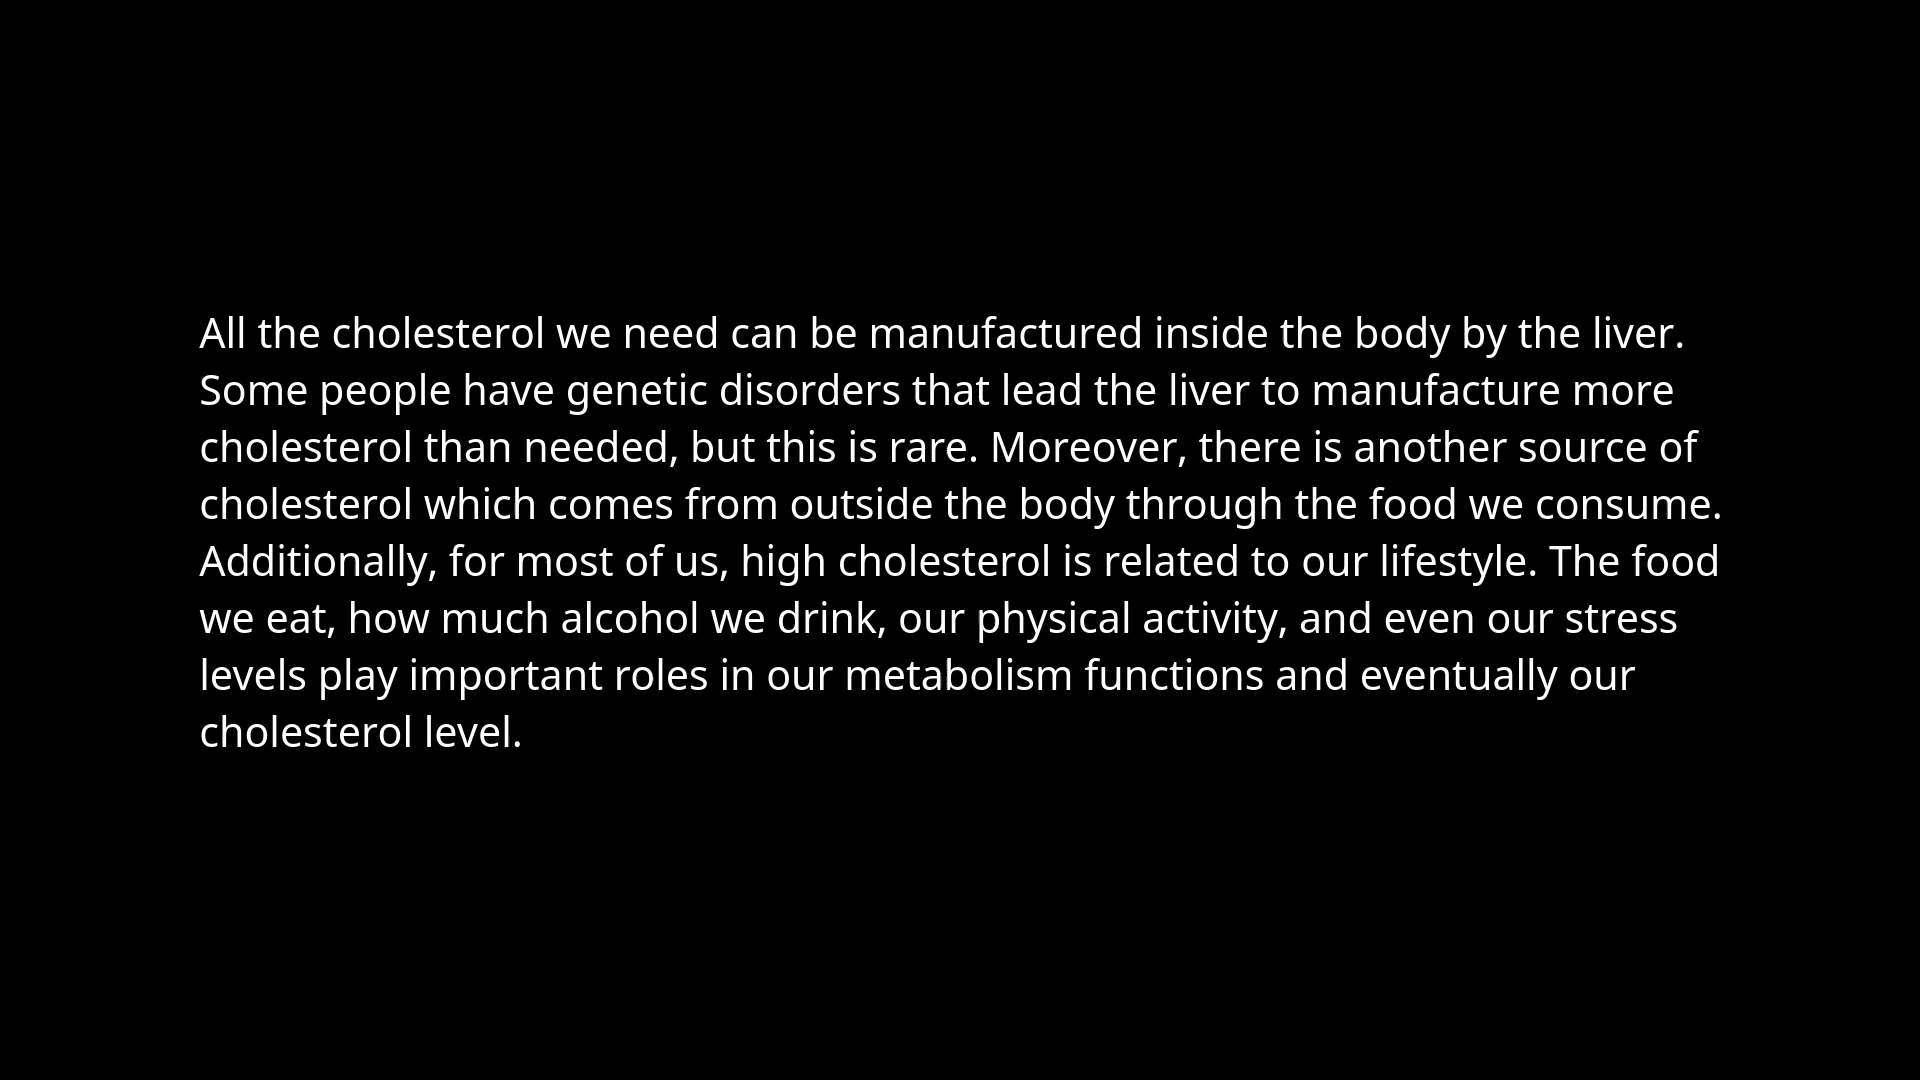 All the cholesterol we need can be manufactured inside the body by the liver.
Some people have genetic disorders that lead the liver to manufacture more
cholesterol than needed, but this is rare. Moreover, there is another source of
cholesterol which comes from outside the body through the food we consume.
Additionally, for most of us, high cholesterol is related to our lifestyle. The food
we eat, how much alcohol we drink, our physical activity, and even our stress
levels play important roles in our metabolism functions and eventually our
cholesterol level.